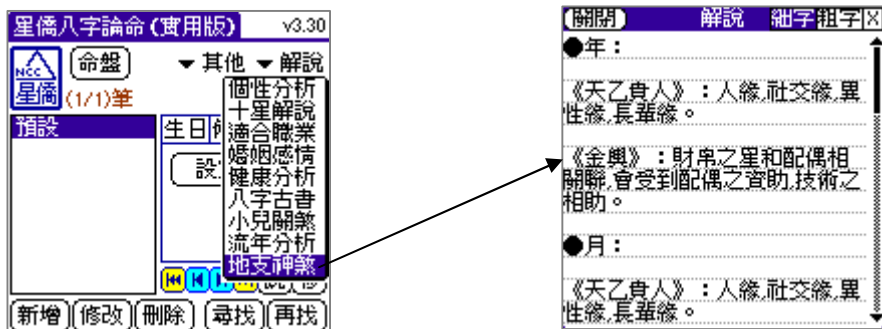 星僑八字論命(實用版) v3.30
NCC
星僑
命盤
其他
解說
(1/1)筆
預設
生日
設
個性分析
十星解說
適合職業
婚姻感情
健康分析
八字古書
小兒關煞
流年分析
地支神煞
新增
修改
刪除
尋找
再找
關閉
解說
細字
粗字
X
●年：
《天乙貴人》：人緣.社交緣.異
性緣.長輩緣。
《金輿》：財帛之星和配偶相
關聯.會受到配偶之資助.技術之
相助。
●月：
《天乙貴人》：人緣.社交緣.異
性緣.長輩緣。